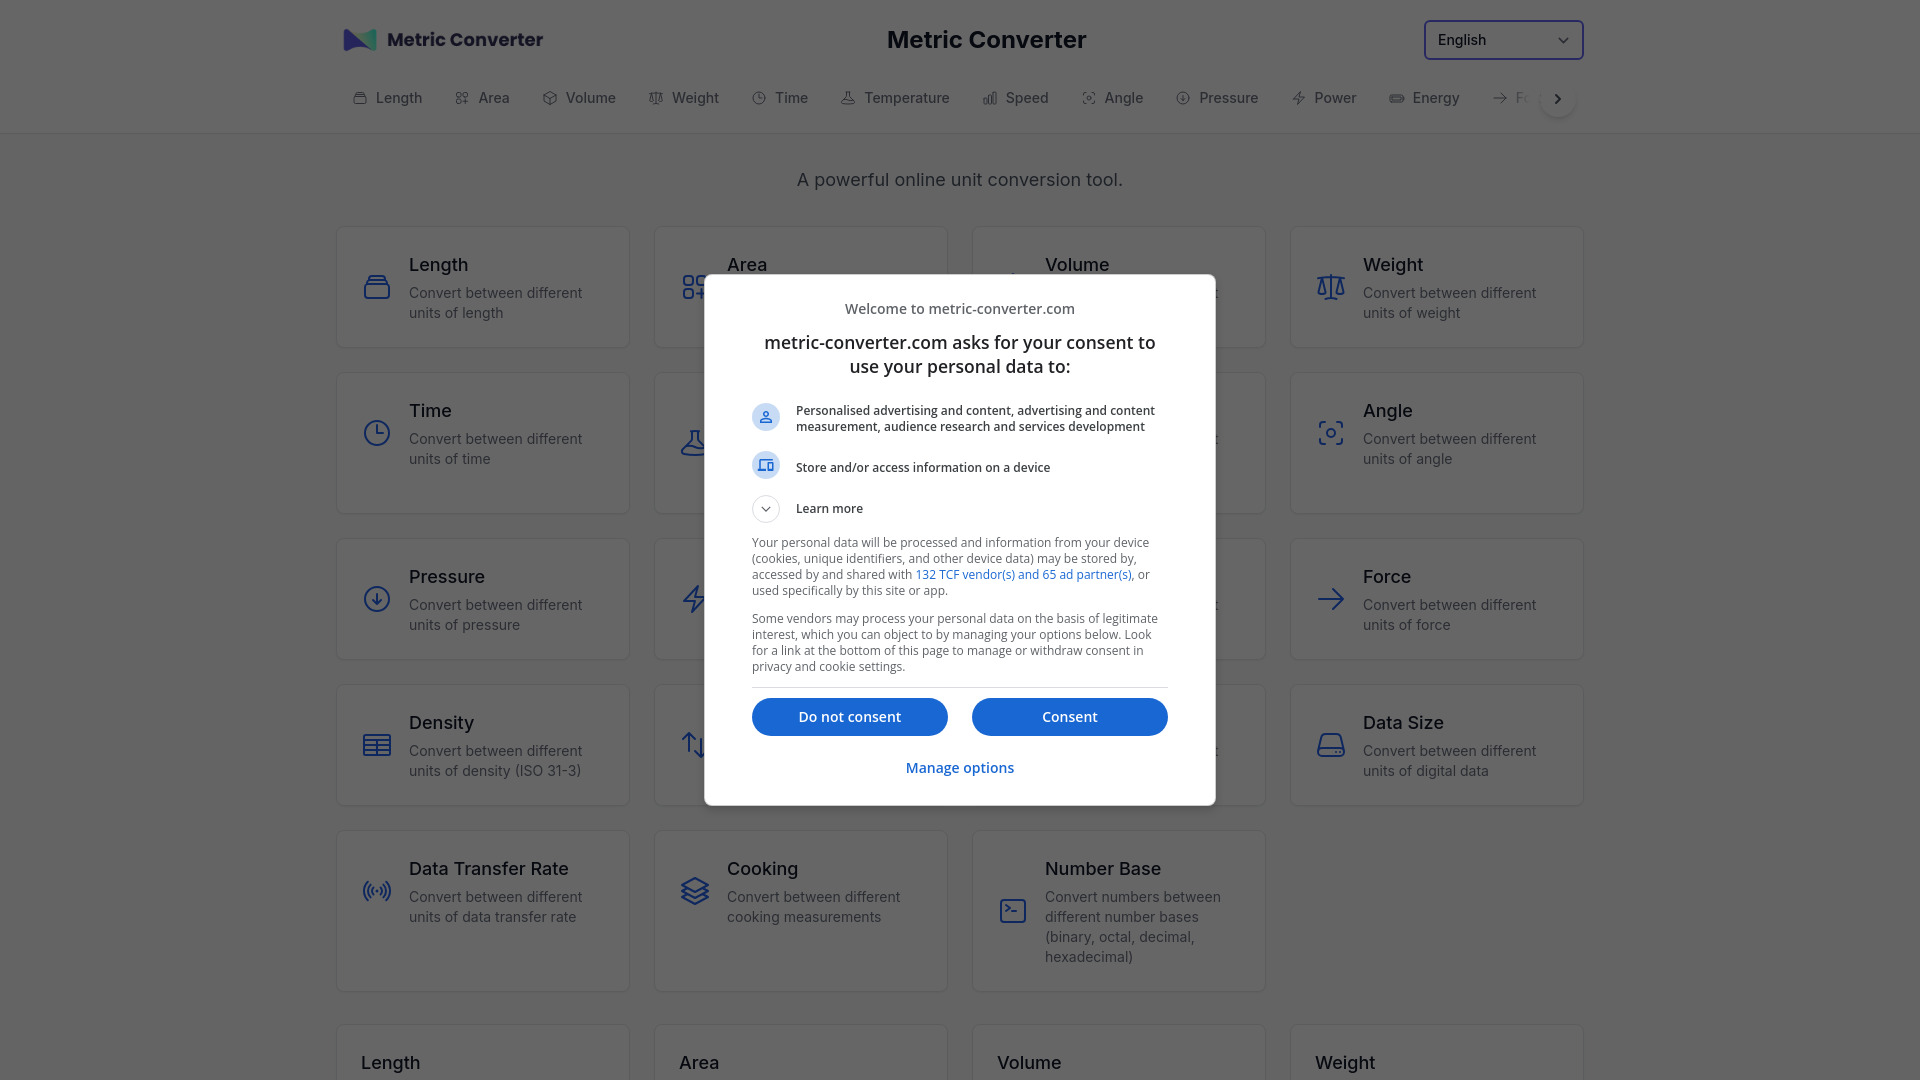 Metric Converter
Metric Converter
English
Length
Area
Volume
Weight
Time
Temperature
Speed
Angle
Pressure
Power
Energy
A powerful online unit conversion tool.
Length
Convert between different
units of length
Area
Volume
Weight
Convert between different
units of weight
Time
Convert between different
units of time
Angle
Convert between different
units of angle
Pressure
Convert between different
units of pressure
Force
Convert between different
units of force
Density
Convert between different
units of density (ISO 31-3)
Data Size
Convert between different
units of digital data
Data Transfer Rate
Convert between different
units of data transfer rate
Cooking
Convert between different
cooking measurements
Number Base
Convert numbers between
different number bases
(binary, octal, decimal,
hexadecimal)
Length
Area
Volume
Weight
Welcome to metric-converter.com
metric-converter.com asks for your consent to
use your personal data to:
Personalised advertising and content, advertising and content
measurement, audience research and services development
Store and/or access information on a device
Learn more
Your personal data will be processed and information from your device
(cookies, unique identifiers, and other device data) may be stored by,
accessed by and shared with 132 TCF vendor(s) and 65 ad partner(s), or
used specifically by this site or app.
Some vendors may process your personal data on the basis of legitimate
interest, which you can object to by managing your options below. Look
for a link at the bottom of this page to manage or withdraw consent in
privacy and cookie settings.
Do not consent
Consent
Manage options